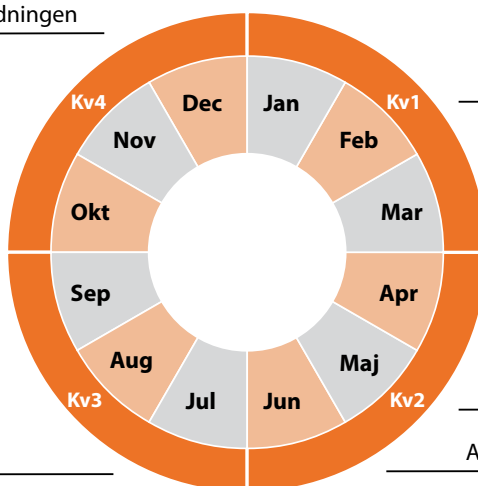 dningen
Kv4
Dec
Jan
Kv1
Nov
Feb
Okt
Mar
Sep
Apr
Aug
Maj
Kv3
Jul
Jun
Kv2
A